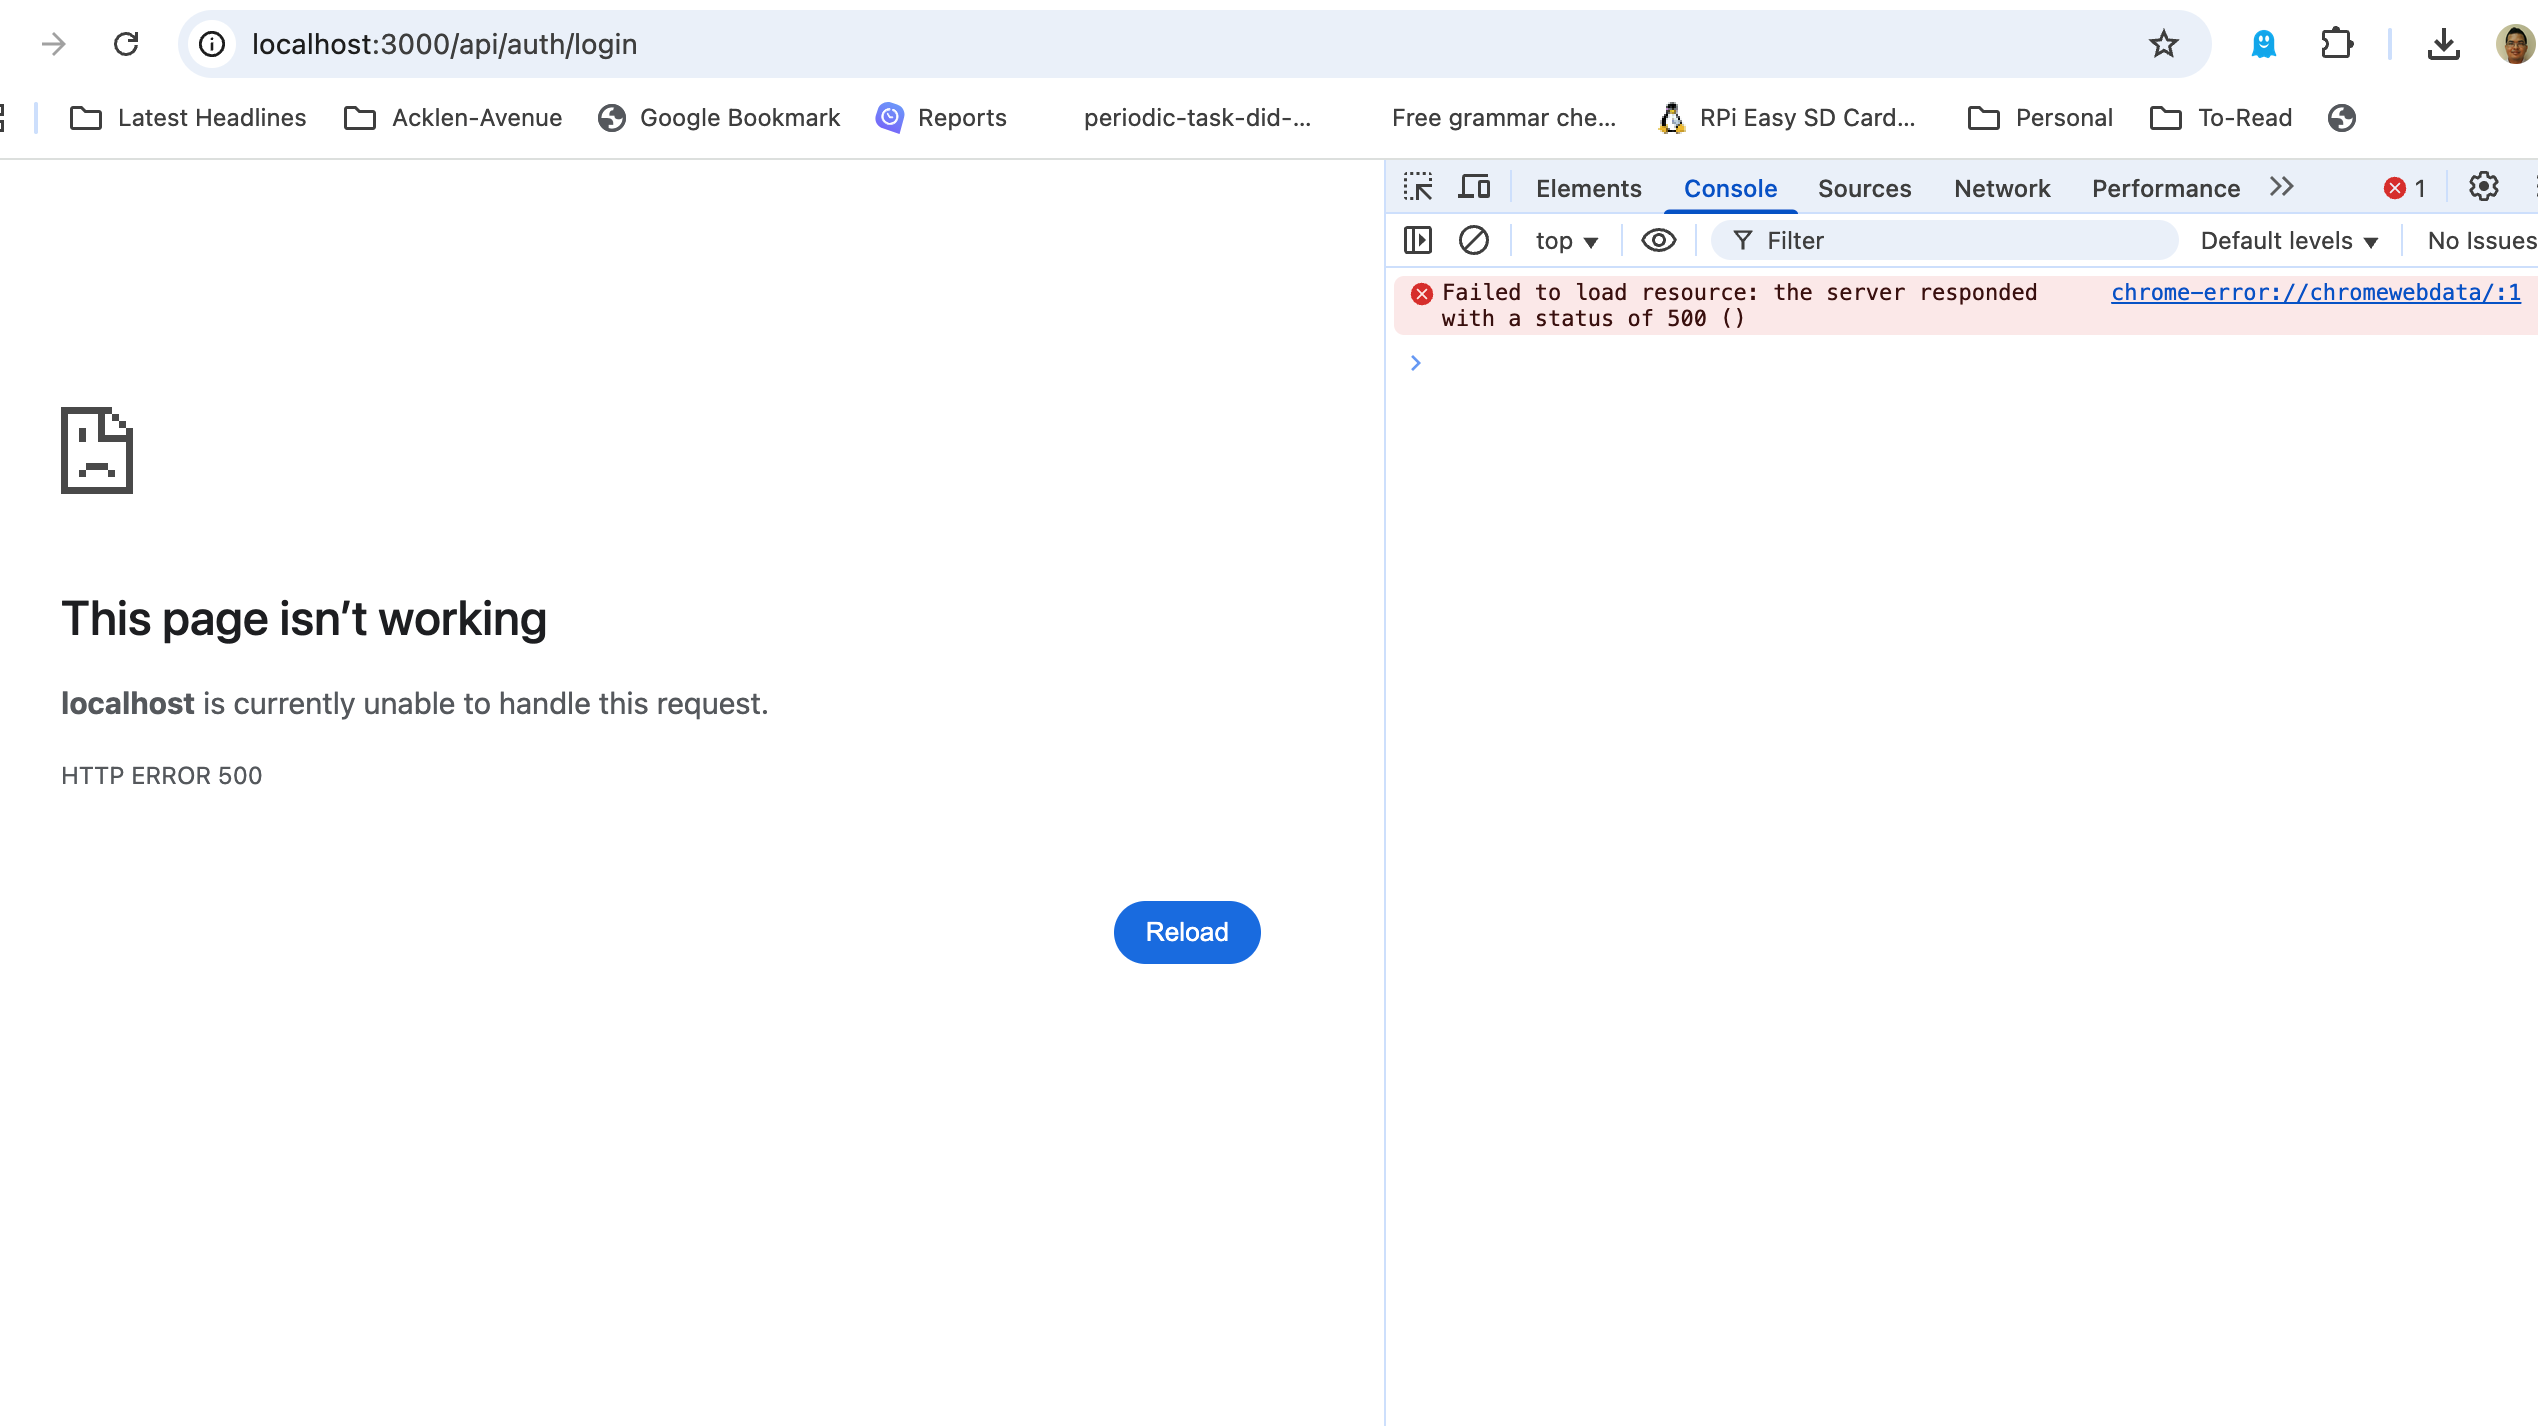 localhost:3000/api/auth/login
Latest Headlines Acklen-Avenue Google Bookmark Reports periodic-task-did-... Free grammar che... RPi Easy SD Card... Personal To-Read
Elements Console Sources Network Performance 1
top Filter Default levels No Issues
Failed to load resource: the server responded chrome-error://chromewebdata/:1
with a status of 500 ()
This page isn’t working
localhost is currently unable to handle this request.
HTTP ERROR 500
Reload